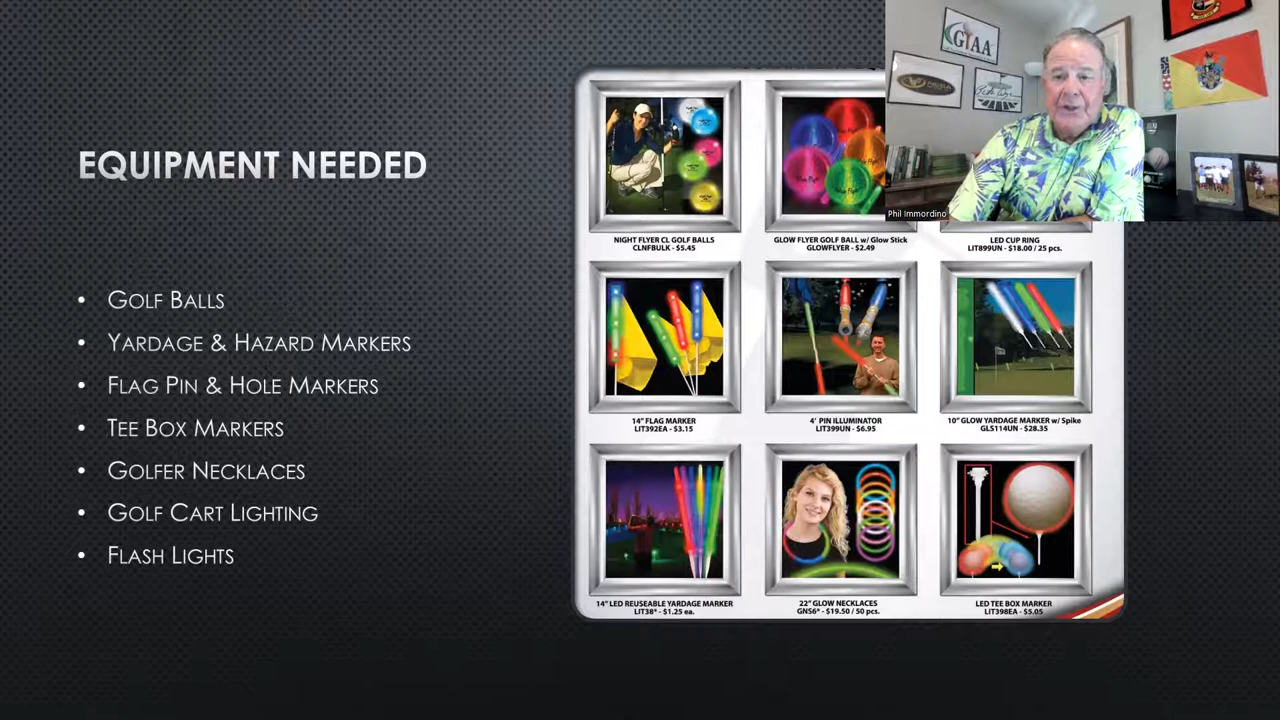 EQUIPMENT NEEDED
• GOLF BALLS
• YARDAGE & HAZARD MARKERS
• FLAG PIN & HOLE MARKERS
• TEE BOX MARKERS
• GOLFER NECKLACES
• GOLF CART LIGHTING
• FLASH LIGHTS
GIAA
Phil Immordino
NIGHT FLYER CL GOLF BALLS
CLNFBULK - $5.45
GLOW FLYER GOLF BALL w/ Glow Stick
GLOWFLYER - $2.49
LED CUP RING
LIT899UN - $18.00 / 25 pcs.
14” FLAG MARKER
LIT392EA - $3.15
4' PIN ILLUMINATOR
LIT399UN - $6.95
10” GLOW YARDAGE MARKER w/ Spike
GLS114UN - $28.35
14” LED REUSEABLE YARDAGE MARKER
LIT38* - $1.25 ea.
22” GLOW NECKLACES
GNS6* - $19.50 / 50 pcs.
LED TEE BOX MARKER
LIT398EA - $5.05